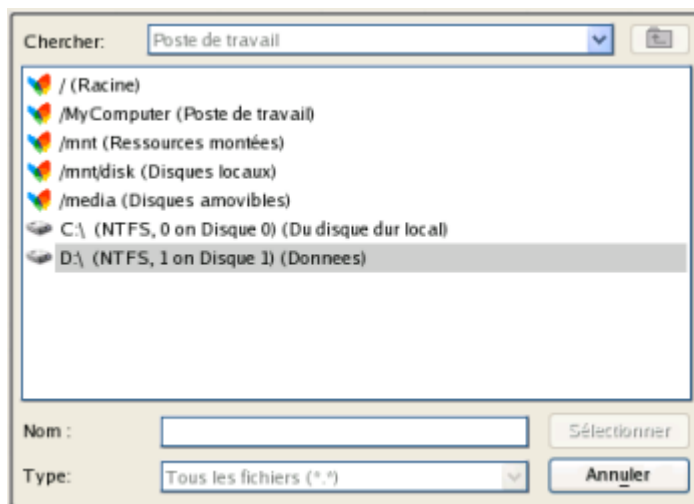 Chercher: Poste de travail
/ (Racine)
/MyComputer (Poste de travail)
/mnt (Ressources montées)
/mnt/disk (Disques locaux)
/media (Disques amovibles)
C:\ (NTFS, 0 on Disque 0) (Du disque dur local)
D:\ (NTFS, 1 on Disque 1) (Donnees)
Nom : Sélectionner
Type: Tous les fichiers (*.*) Annuler